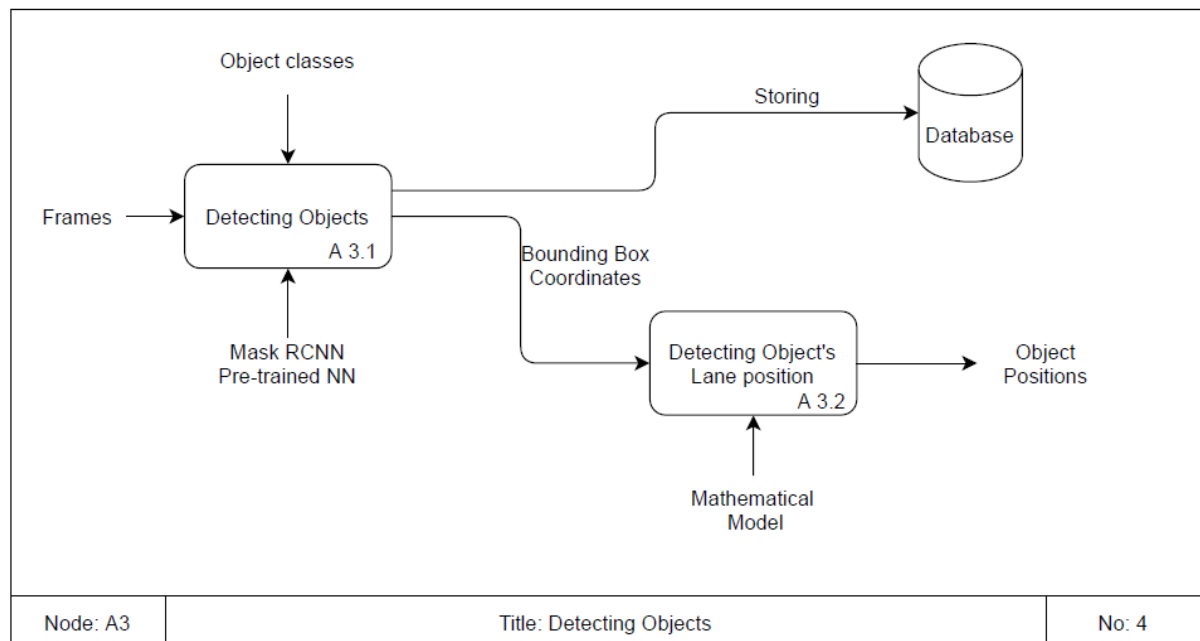 Object classes
Storing
Database
Frames
Detecting Objects
A 3.1
Bounding Box
Coordinates
Mask RCNN
Pre-trained NN
Detecting Object's
Lane position
A 3.2
Object
Positions
Mathematical
Model
Node: A3
Title: Detecting Objects
No: 4